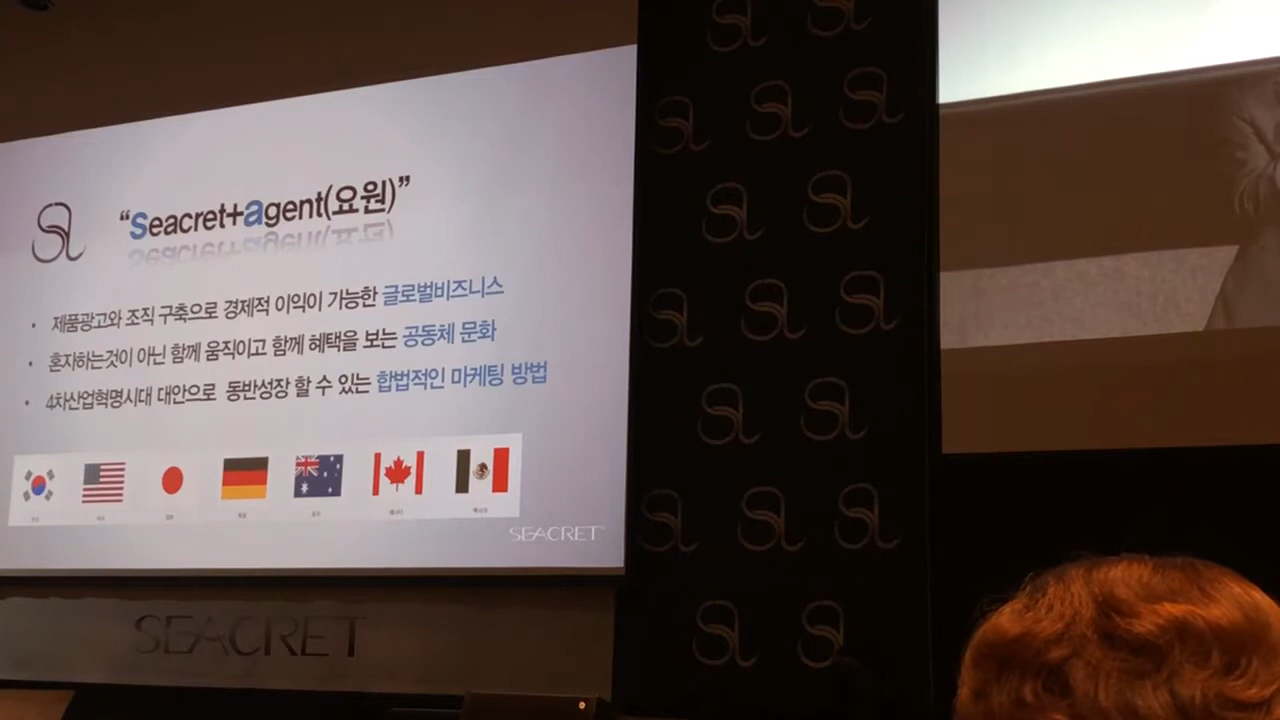 “Seacret+agent(요원)”
• 제품광고와 조직 구축으로 경제적 이익이 가능한 글로벌비즈니스
• 혼자하는것이 아닌 함께 움직이고 함께 혜택을 보는 공동체 문화
• 4차산업혁명시대 대안으로 동반성장 할 수 있는 합법적인 마케팅 방법
SEACRET
SEACRET